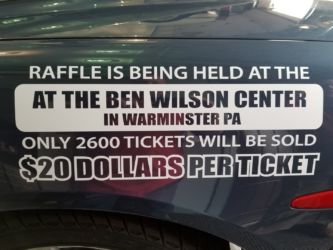 RAFFLE IS BEING HELD AT THE
AT THE BEN WILSON CENTER
IN WARMINSTER PA
ONLY 2600 TICKETS WILL BE SOLD
$20 DOLLARS PER TICKET